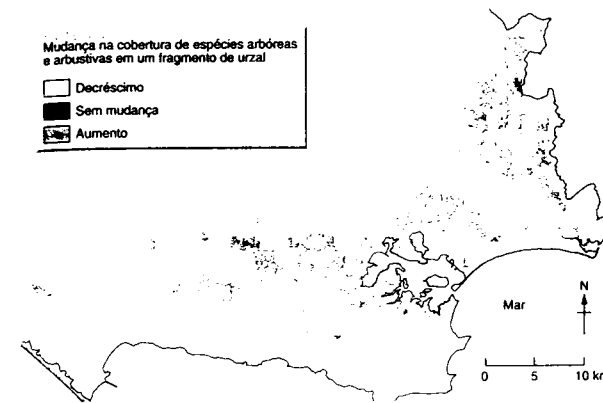 Mudança na cobertura de espécies arbóreas
e arbustivas em um fragmento de urzal
Decréscimo
Sem mudança
Aumento
Mar
N
0 5 10 km